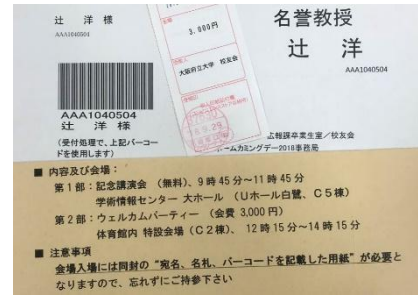 辻 洋 様
AAA1040504
AAA1040504
辻 洋 様
(受付処理で、上記バーコー
ドを使用します)
金額
3,000円
大阪府立大学 校友会
名誉教授
辻 洋
AAA1040504
広報課卒業生室／校友会
ームカミングデー2018事務局
■ 内容及び会場：
第1部：記念講演会 (無料)、9時45分～11時45分
学術情報センター 大ホール (Uホール白鷺、C5棟)
第2部：ウェルカムパーティー (会費 3,000円)
体育館内 特設会場 (C2棟)、 12時15分～14時15分
■ 注意事項
会場入場には同封の“宛名、名札、バーコードを記載した用紙”が必要と
なりますので、忘れずにご持参下さい